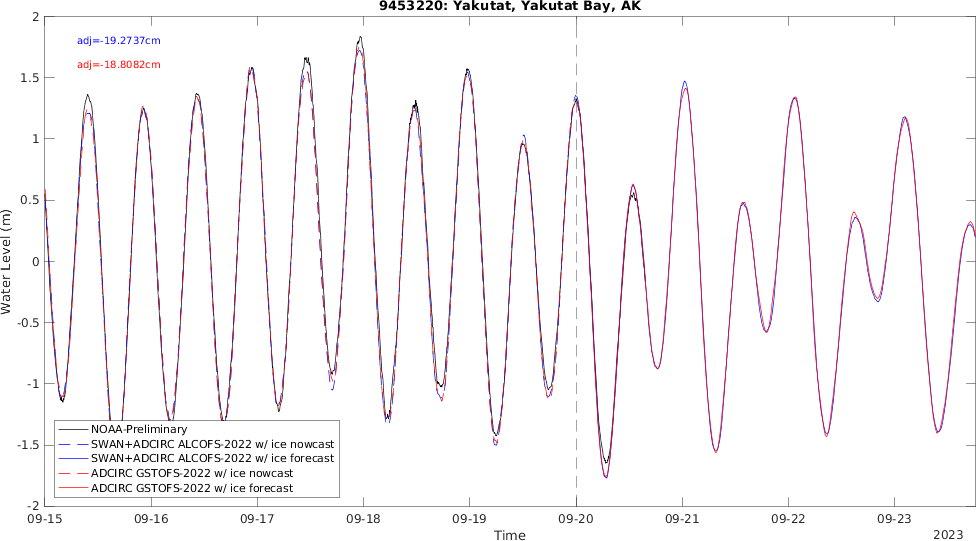 9453220: Yakutat, Yakutat Bay, AK
adj=-19.2737cm
adj=-18.8082cm
Water Level (m)
2
1.5
1
0.5
0
-0.5
-1
-1.5
-2
NOAA-Preliminary
SWAN+ADCIRC ALCOFS-2022 w/ ice nowcast
SWAN+ADCIRC ALCOFS-2022 w/ ice forecast
ADCIRC GSTOFS-2022 w/ ice nowcast
ADCIRC GSTOFS-2022 w/ ice forecast
09-15 09-16 09-17 09-18 09-19 09-20 09-21 09-22 09-23
Time
2023